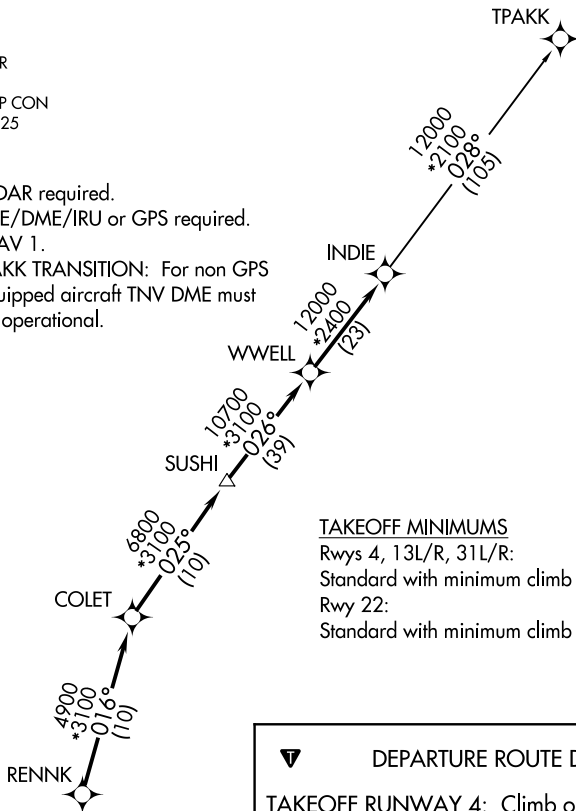 TPAKK
R
P CON
25
12000
*2100
028°
(105)
DAR required.
E/DME/IRU or GPS required.
AV 1.
AKK TRANSITION: For non GPS
uipped aircraft TNV DME must
operational.
INDIE
12000
*2400
(23)
WWELL
10700
*3100
026°
(39)
SUSHI
6800
*3100
025°
(10)
TAKEOFF MINIMUMS
Rwys 4, 13L/R, 31L/R:
Standard with minimum climb
Rwy 22:
Standard with minimum climb
COLET
4900
*3100
016°
(10)
RENNK
T
DEPARTURE ROUTE D
TAKEOFF RUNWAY 4: Climb o